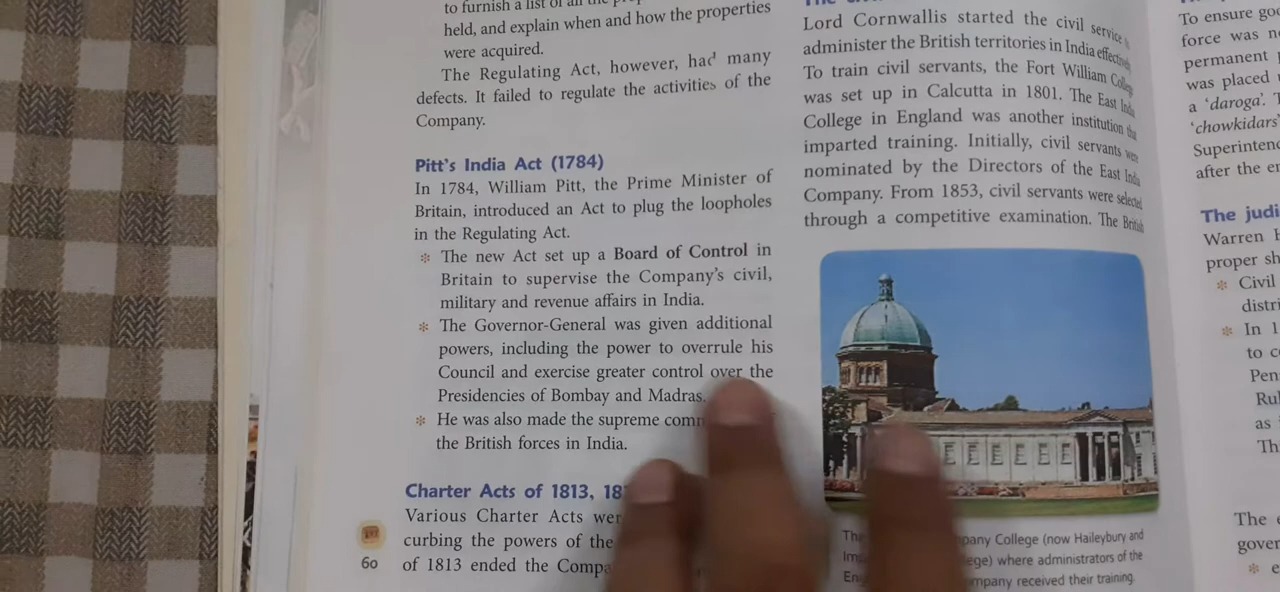 to furnish a list of all the
held, and explain when and how the properties
were acquired.
The Regulating Act, however, had many
defects. It failed to regulate the activities of the
Company.
Pitt's India Act (1784)
In 1784, William Pitt, the Prime Minister of
Britain, introduced an Act to plug the loopholes
in the Regulating Act.
* The new Act set up a Board of Control in
Britain to supervise the Company's civil,
military and revenue affairs in India.
* The Governor-General was given additional
powers, including the power to overrule his
Council and exercise greater control over the
Presidencies of Bombay and Madras.
* He was also made the supreme
the British forces in India.
Charter Acts of 1813,
Various Charter Acts
curbing the powers of the
of 1813 ended the
60
Lord Cornwallis started the civil service
administer the British territories in India effectively
To train civil servants, the Fort William College
was set up in Calcutta in 1801. The East India
College in England was another institution
imparted training. Initially, civil servants were
nominated by the Directors of the East India
Company. From 1853, civil servants were selected
through a competitive examination. The British
The
College (now Haileybury and
where administrators of the
received their training.
To ensure
force was
permanent
was placed
a 'daroga'.
'chowkidars'
after the
The
Warren
proper
* Civil
* In
to
as
The